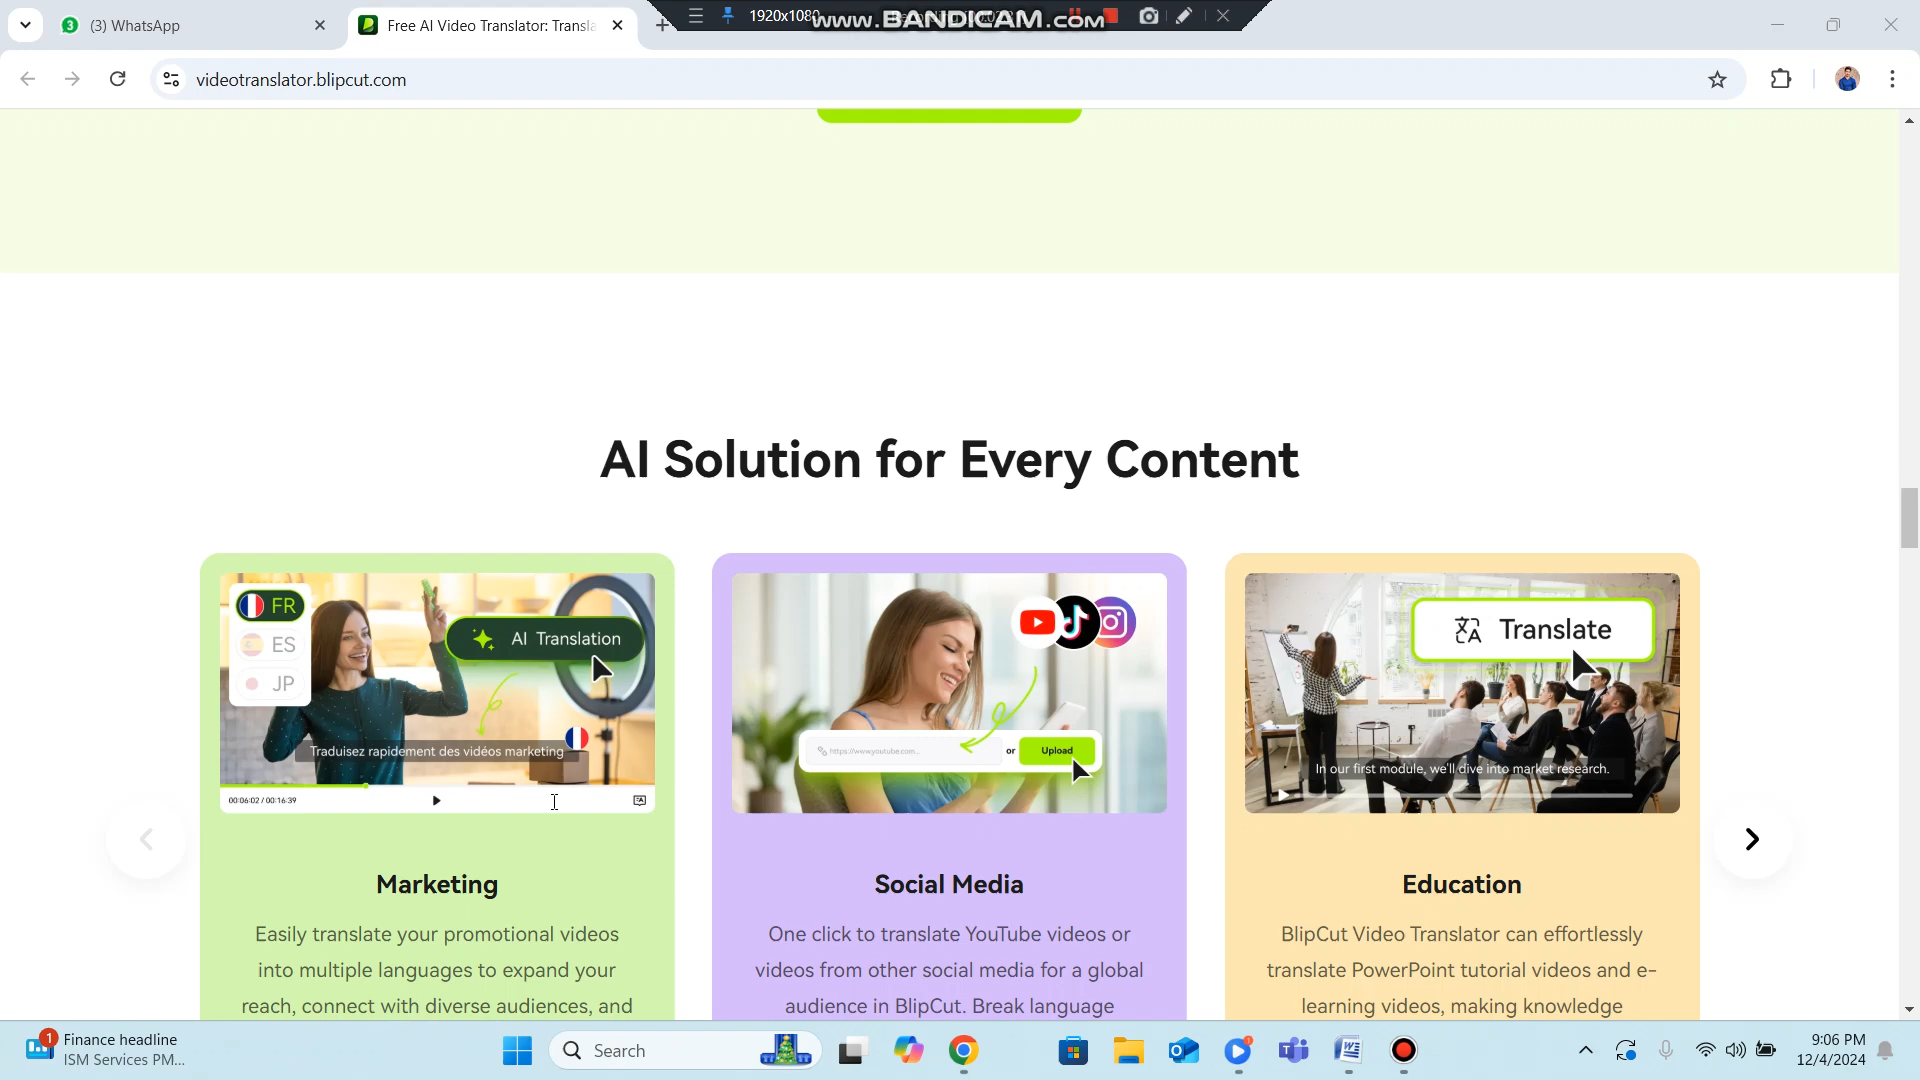 (3) WhatsApp
Free AI Video Translator: Transla
1920x1080
www.BANDICAM.com
videotranslator.blipcut.com
AI Solution for Every Content
FR
ES
JP
AI Translation
Traduisez rapidement des vidéos marketing
00:06:02 / 00:16:39
https://www.youtube.com...
or
Upload
Translate
In our first module, we'll dive into market research.
Marketing
Easily translate your promotional videos
into multiple languages to expand your
reach, connect with diverse audiences, and
Social Media
One click to translate YouTube videos or
videos from other social media for a global
audience in BlipCut. Break language
Education
BlipCut Video Translator can effortlessly
translate PowerPoint tutorial videos and e-
learning videos, making knowledge
1
Finance headline
ISM Services PM...
Search
9:06 PM
12/4/2024